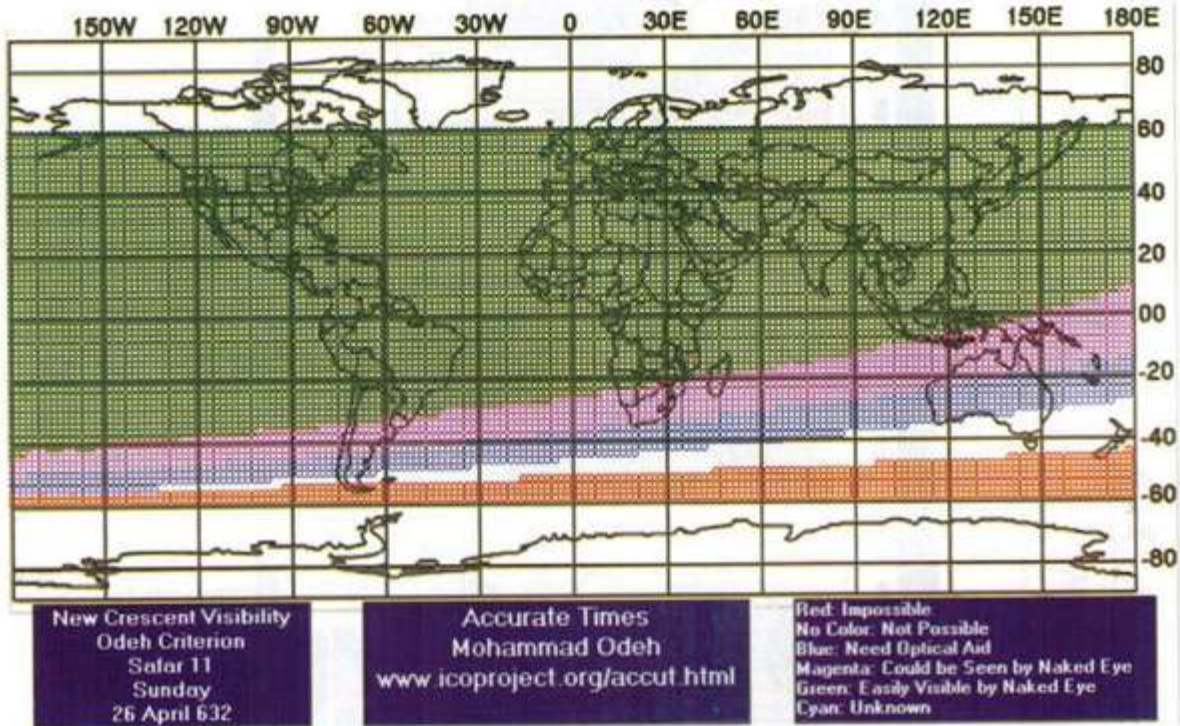 150W 120W 90W 60W 30W 0 30E 60E 90E 120E 150E 180E
80
60
40
20
00
-20
-40
-60
-80
New Crescent Visibility
Odeh Criterion
Safar 11
Sunday
26 April 632
Accurate Times
Mohammad Odeh
www.icoproject.org/accut.html
Red: Impossible
No Color: Not Possible
Blue: Need Optical Aid
Magenta: Could be Seen by Naked Eye
Green: Easily Visible by Naked Eye
Cyan: Unknown